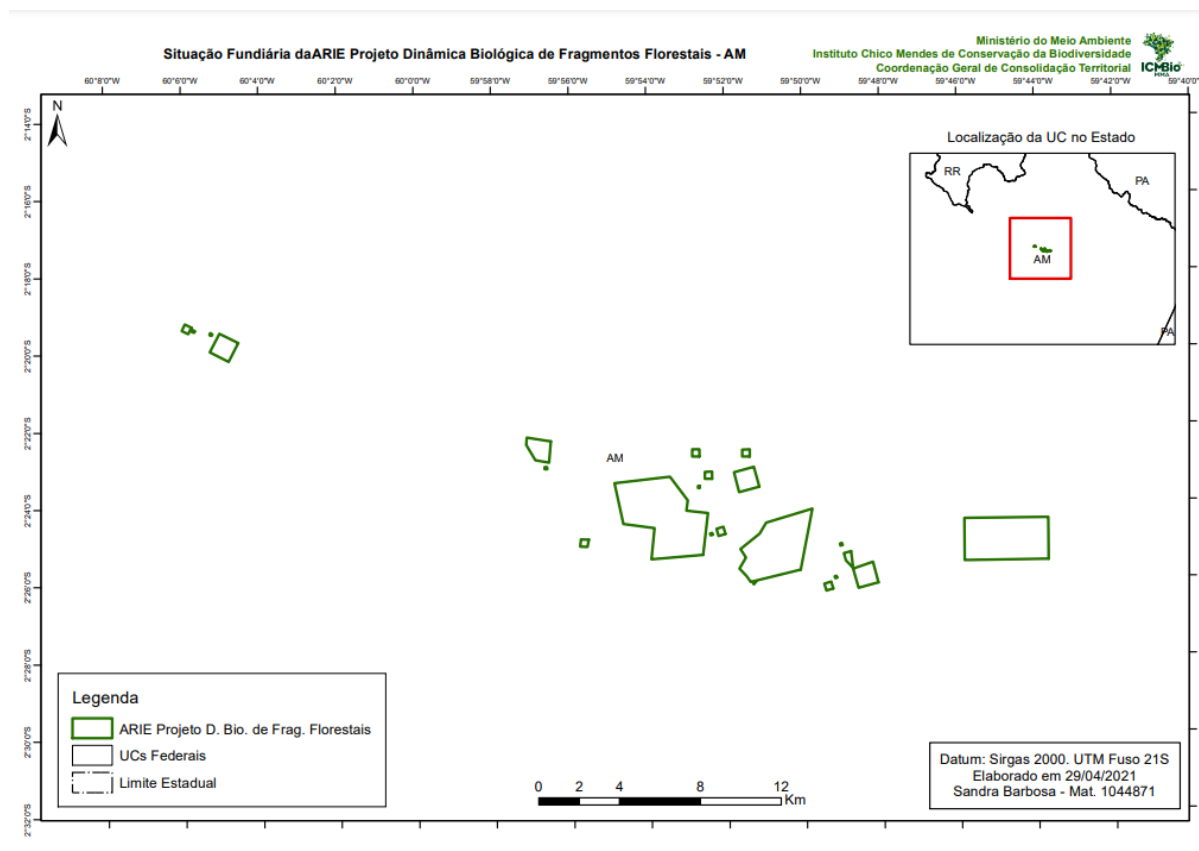 Situação Fundiária daARIE Projeto Dinâmica Biológica de Fragmentos Florestais - AM
Ministério do Meio Ambiente
Instituto Chico Mendes de Conservação da Biodiversidade
Coordenação Geral de Consolidação Territorial
ICMBio
MMA
60°8'0"W 60°6'0"W 60°4'0"W 60°2'0"W 60°0'0"W 59°58'0"W 59°56'0"W 59°54'0"W 59°52'0"W 59°50'0"W 59°48'0"W 59°46'0"W 59°44'0"W 59°42'0"W 59°40'0"W
N
2°14'0"S
2°16'0"S
2°18'0"S
2°20'0"S
2°22'0"S
2°24'0"S
2°26'0"S
2°28'0"S
2°30'0"S
2°32'0"S
Localização da UC no Estado
RR
PA
AM
PA
AM
Legenda
ARIE Projeto D. Bio. de Frag. Florestais
UCs Federais
Limite Estadual
0 2 4 8 12
Km
Datum: Sirgas 2000. UTM Fuso 21S
Elaborado em 29/04/2021
Sandra Barbosa - Mat. 1044871